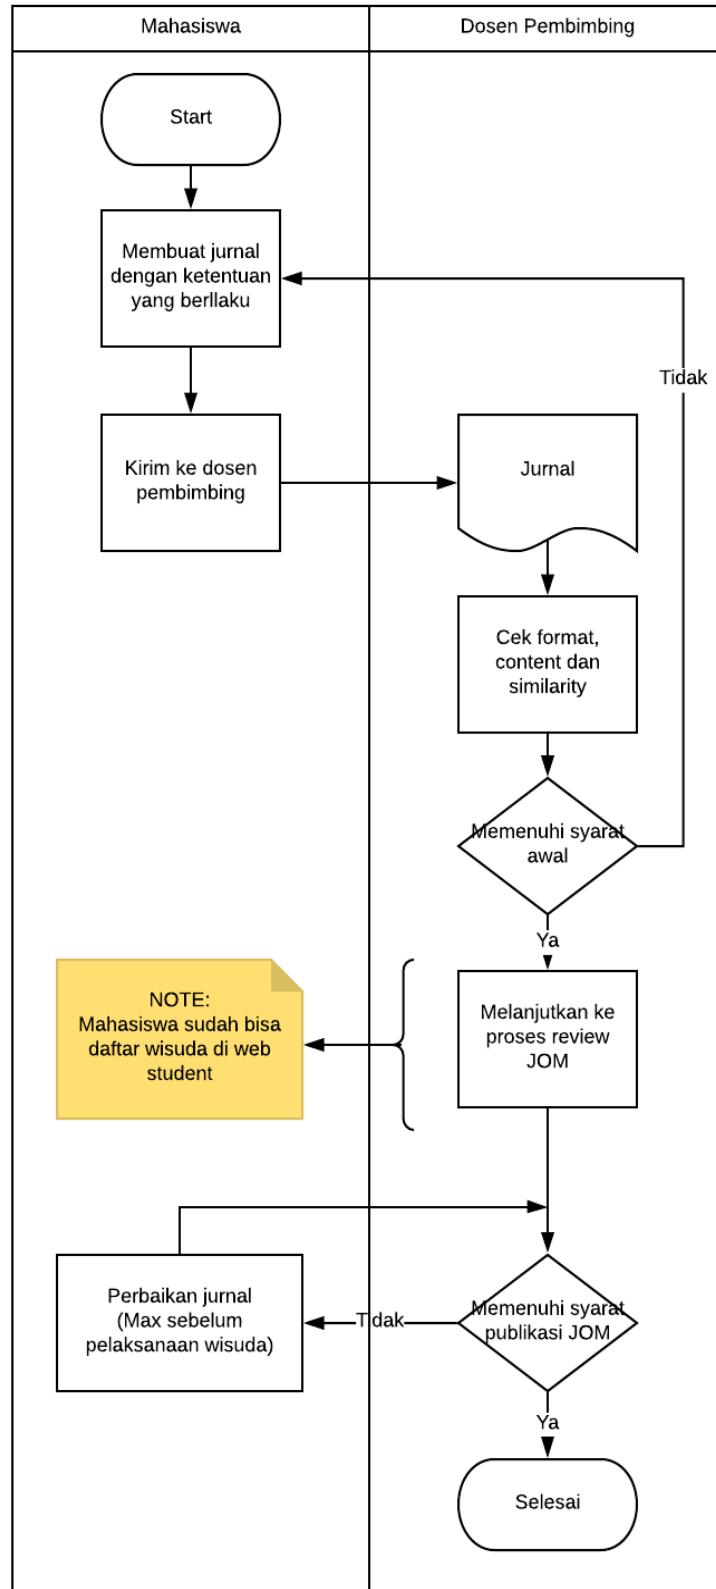 Mahasiswa
Dosen Pembimbing
Start
Membuat jurnal
dengan ketentuan
yang berllaku
Tidak
Kirim ke dosen
pembimbing
Jurnal
Cek format,
content dan
similarity
Memenuhi syarat
awal
Ya
NOTE:
Mahasiswa sudah bisa
daftar wisuda di web
student
Melanjutkan ke
proses review
JOM
Perbaikan jurnal
(Max sebelum
pelaksanaan wisuda)
Tidak
Memenuhi syarat
publikasi JOM
Ya
Selesai